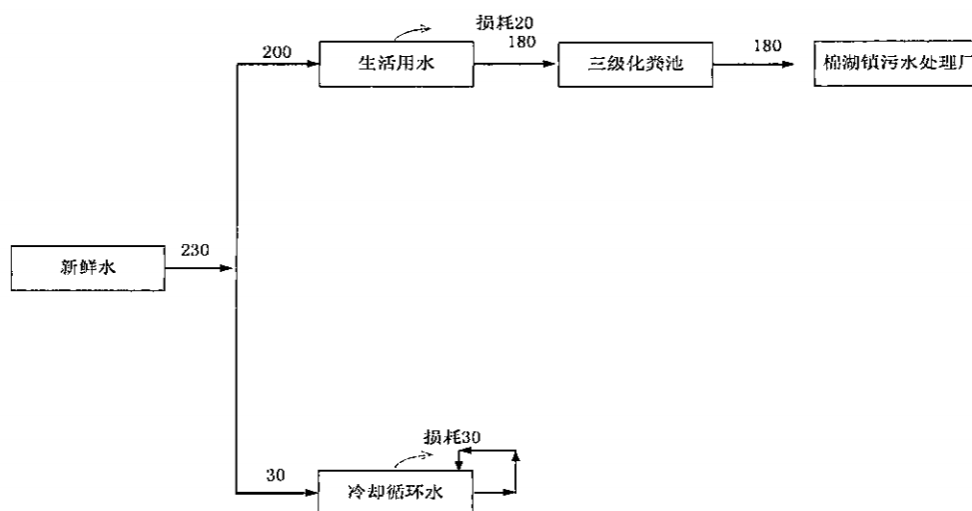 损耗20
200
生活用水
180
三级化粪池
180
棉湖镇污水处理厂
新鲜水
230
损耗30
30
冷却循环水